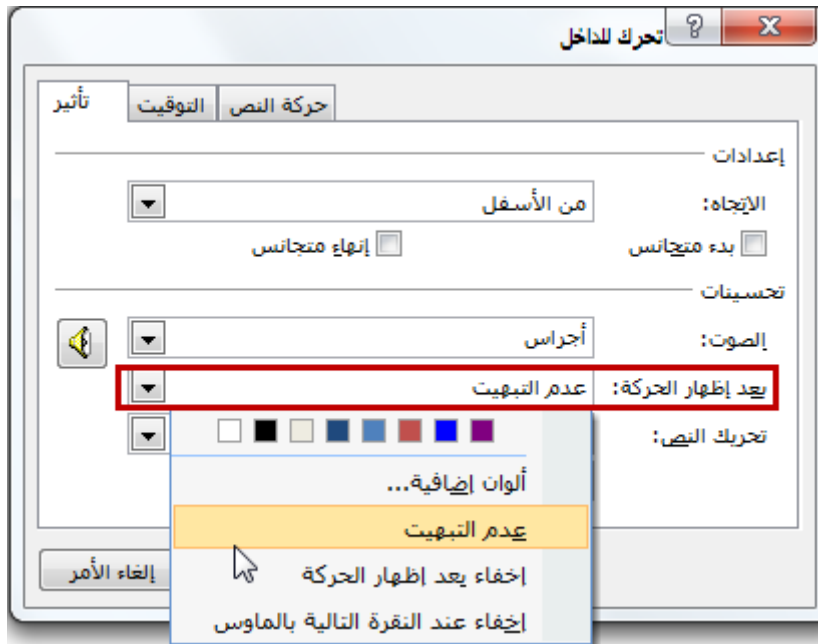 تحرك للداخل
تأثير
التوقيت
حركة النص
إعدادات
الاتجاه:
من الأسفل
بدء متجانس
إنهاء متجانس
تحسينات
الصوت:
أجراس
بعد إظهار الحركة:
عدم التبهيت
تحريك النص:
ألوان إضافية...
عدم التبهيت
إخفاء بعد إظهار الحركة
إخفاء عند النقرة التالية بالماوس
إلغاء الأمر